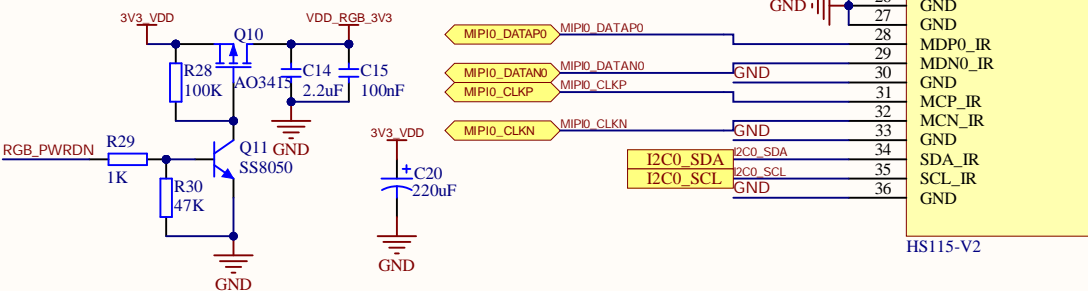 3V3_VDD
Q10
VDD_RGB_3V3
R28
100K
AO3415
C14
2.2uF
C15
100nF
GND
RGB_PWRDN
R29
1K
Q11
SS8050
R30
47K
GND
3V3_VDD
+
C20
220uF
GND
MIPI0_DATAP0
MIPI0_DATAP0
MIPI0_DATAN0
MIPI0_DATAN0
GND
MIPI0_CLKP
MIPI0_CLKP
MIPI0_CLKN
MIPI0_CLKN
GND
I2C0_SDA
I2C0_SDA
I2C0_SCL
I2C0_SCL
GND
GND
GND
27
GND
28
MDP0_IR
29
MDN0_IR
30
GND
31
MCP_IR
32
MCN_IR
33
GND
34
SDA_IR
35
SCL_IR
36
GND
HS115-V2